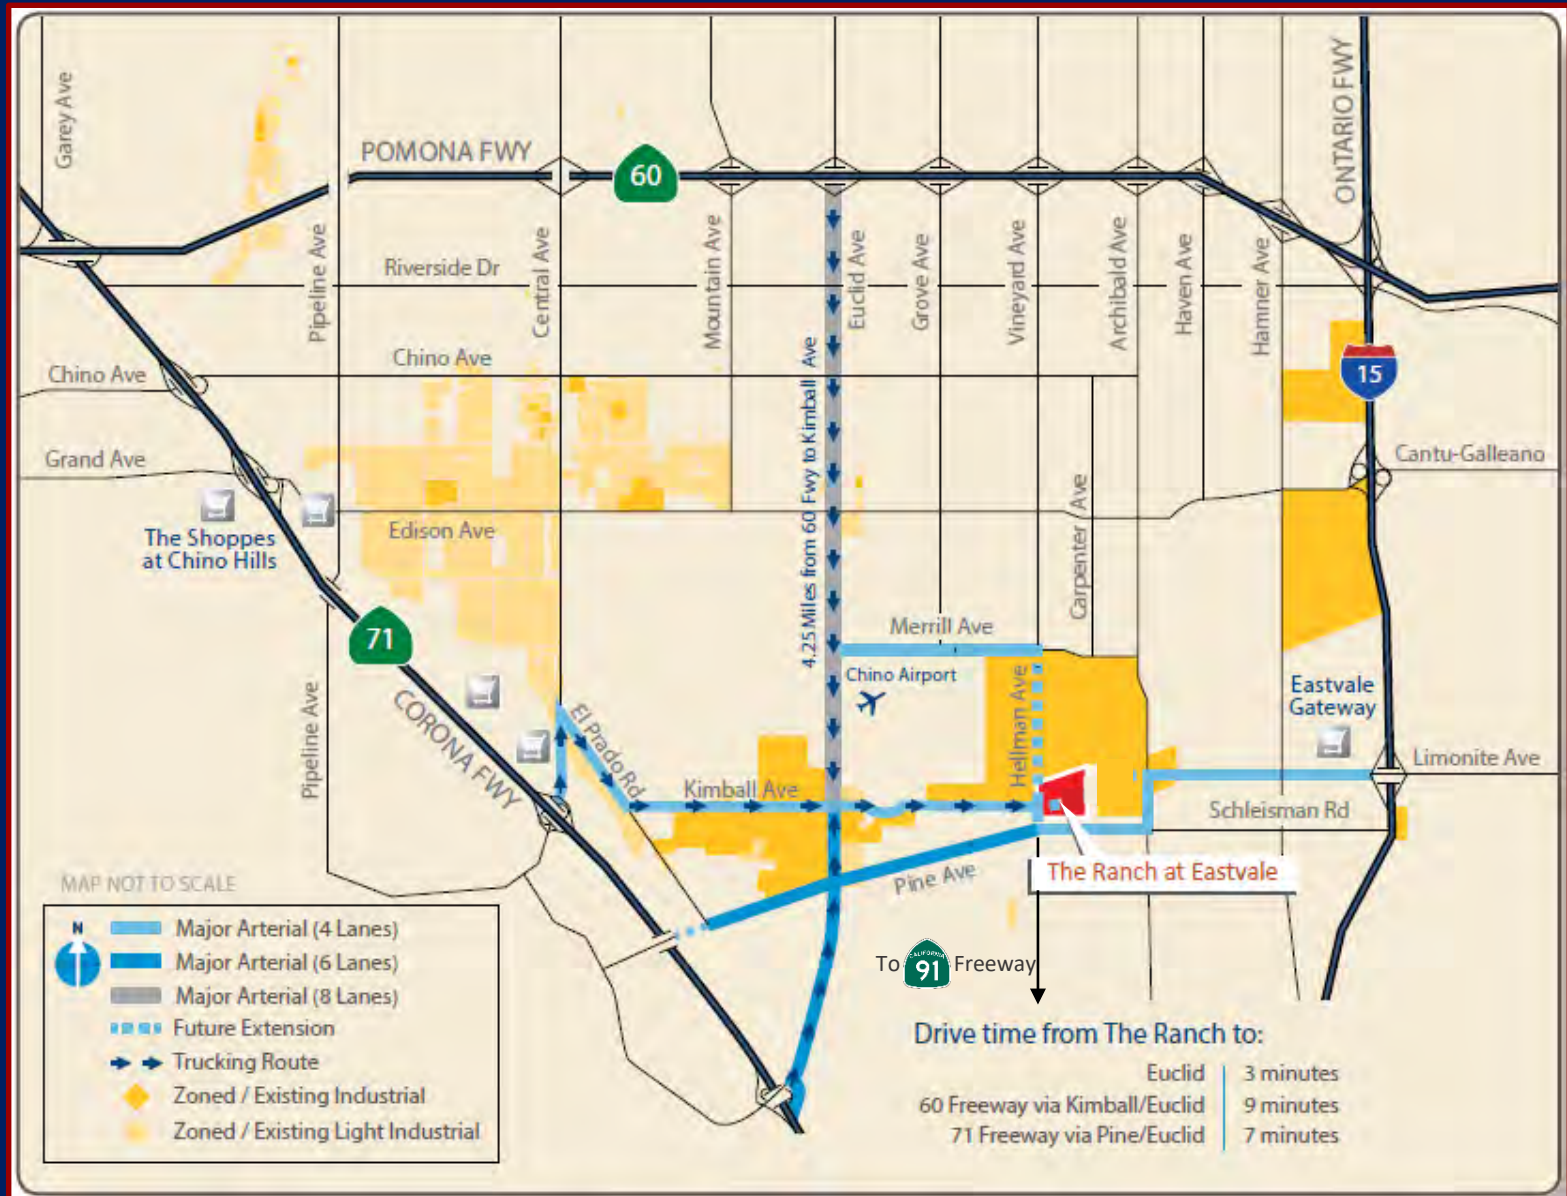 Garey Ave
POMONA FWY
60
ONTARIO FWY
Pipeline Ave
Riverside Dr
Central Ave
Mountain Ave
Euclid Ave
Grove Ave
Vineyard Ave
Archibald Ave
Haven Ave
Hamner Ave
Chino Ave
Chino Ave
15
Grand Ave
Cantu-Galleano
The Shoppes
at Chino Hills
Edison Ave
4.25 Miles from 60 Fwy to Kimball Ave
Carpenter Ave
71
Merrill Ave
Chino Airport
Hellman Ave
Eastvale
Gateway
Pipeline Ave
CORONA FWY
El Prado Rd
Kimball Ave
Limonite Ave
Schleisman Rd
Pine Ave
The Ranch at Eastvale
MAP NOT TO SCALE
N
Major Arterial (4 Lanes)
Major Arterial (6 Lanes)
Major Arterial (8 Lanes)
Future Extension
Trucking Route
Zoned / Existing Industrial
Zoned / Existing Light Industrial
To CALIFORNIA 91 Freeway
Drive time from The Ranch to:
Euclid 3 minutes
60 Freeway via Kimball/Euclid 9 minutes
71 Freeway via Pine/Euclid 7 minutes